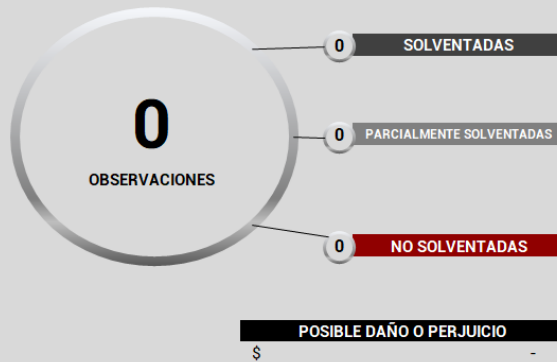 0 SOLVENTADAS
0
OBSERVACIONES
0 PARCIALMENTE SOLVENTADAS
0 NO SOLVENTADAS
POSIBLE DAÑO O PERJUICIO
$ -